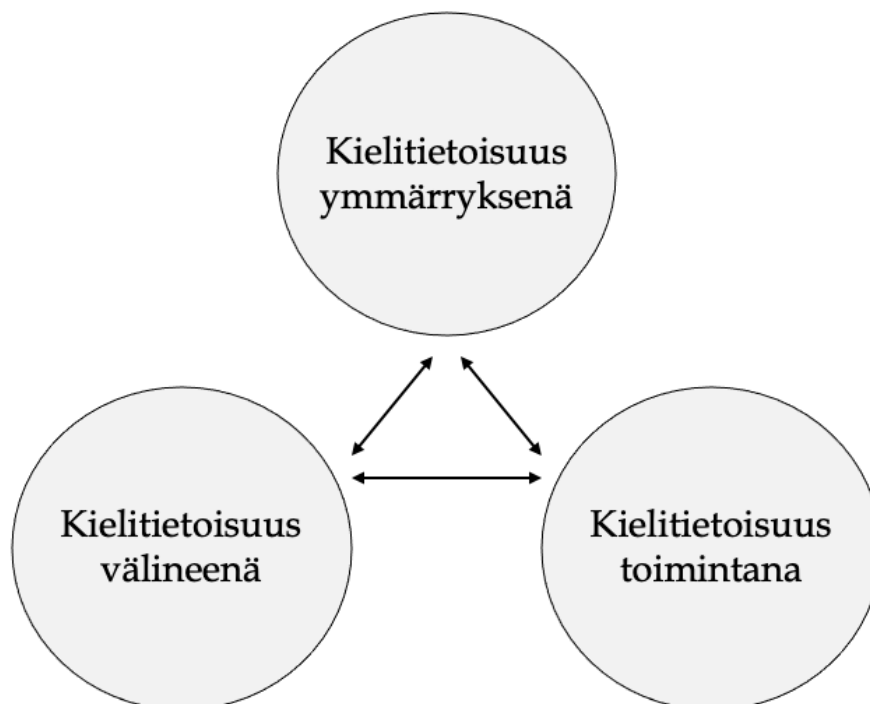 Kielitietoisuus
ymmärryksenä
Kielitietoisuus
välineenä
Kielitietoisuus
toimintana